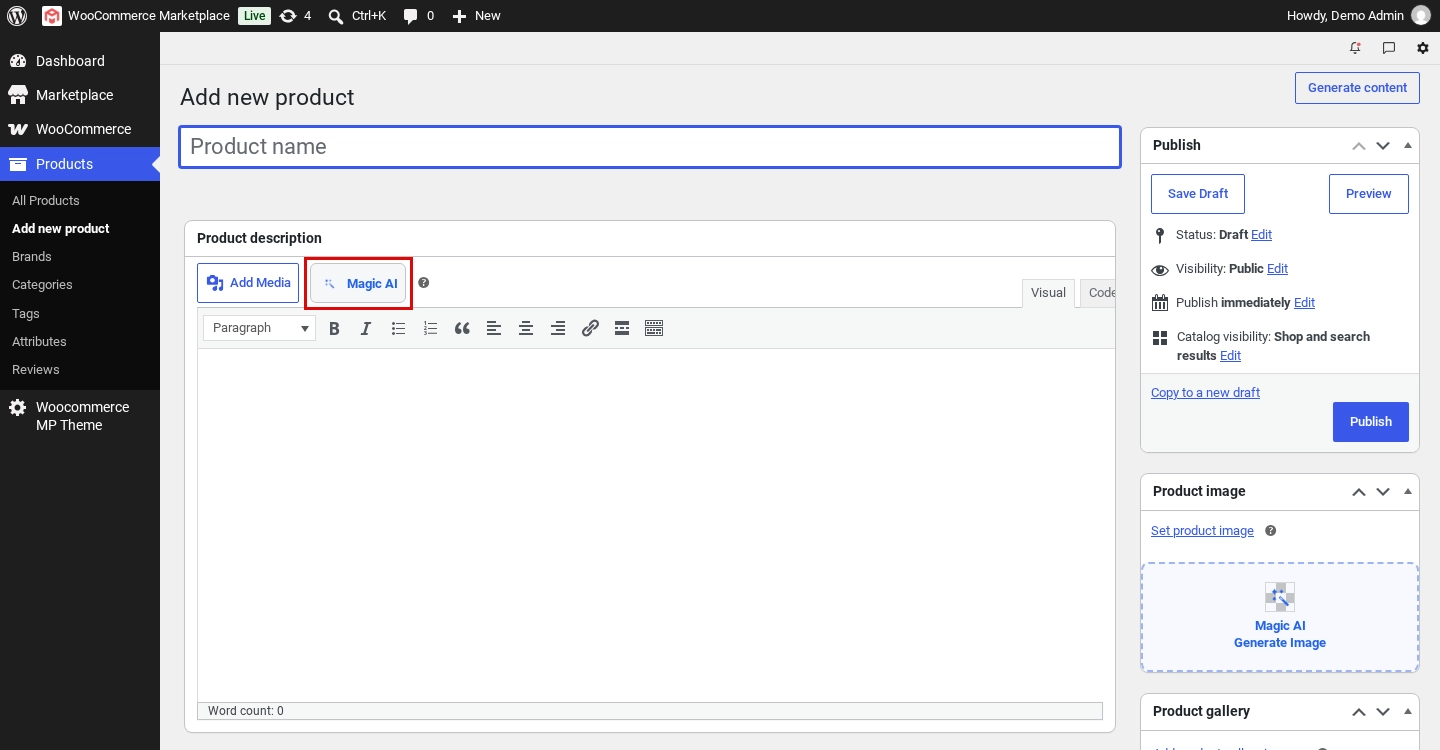 WooCommerce Marketplace Live 4 Ctrl+K 0 New Howdy, Demo Admin
Dashboard
Marketplace
WooCommerce
Products
All Products
Add new product
Brands
Categories
Tags
Attributes
Reviews
Woocommerce
MP Theme
Add new product
Generate content
Product name
Product description
Add Media Magic AI
Visual Code
Paragraph
Word count: 0
Publish
Save Draft Preview
Status: Draft Edit
Visibility: Public Edit
Publish immediately Edit
Catalog visibility: Shop and search
results Edit
Copy to a new draft
Publish
Product image
Set product image
Magic AI
Generate Image
Product gallery